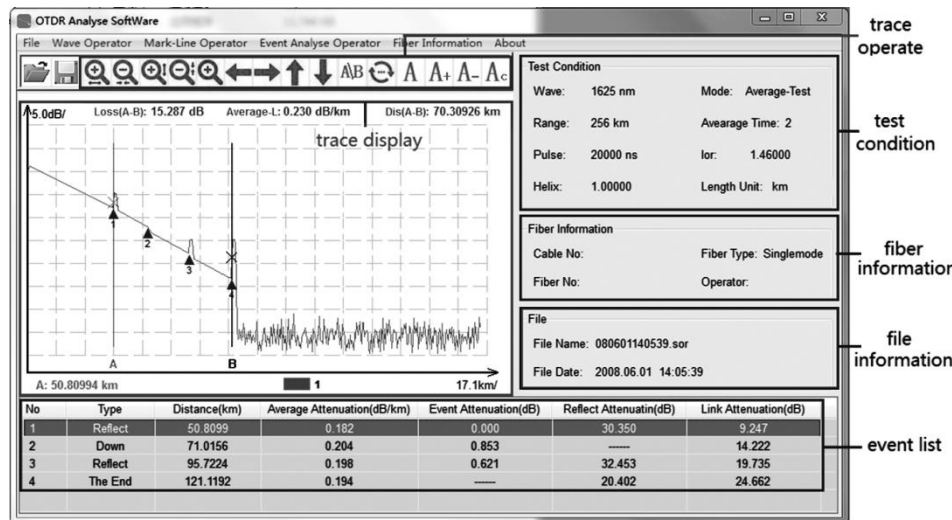 OTDR Analyse SoftWare
File Wave Operator Mark-Line Operator Event Analyse Operator Fiber Information About
trace
operate
A\B A A+ A- Ac
5.0dB/ Loss(A-B): 15.287 dB Average-L: 0.230 dB/km Dis(A-B): 70.30926 km
trace display
1
2
3
4
A B
A: 50.80994 km 1 17.1km/
Test Condition
Wave: 1625 nm Mode: Average-Test
Range: 256 km Avearage Time: 2
Pulse: 20000 ns Ior: 1.46000
Helix: 1.00000 Length Unit: km
test
condition
Fiber Information
Cable No: Fiber Type: Singlemode
Fiber No: Operator:
fiber
information
File
File Name: 080601140539.sor
File Date: 2008.06.01 14:05:39
file
information
No Type Distance(km) Average Attenuation(dB/km) Event Attenuation(dB) Reflect Attenuatin(dB) Link Attenuation(dB)
1 Reflect 50.8099 0.182 0.000 30.350 9.247
2 Down 71.0156 0.204 0.853 ----- 14.222
3 Reflect 95.7224 0.198 0.621 32.453 19.735
4 The End 121.1192 0.194 ----- 20.402 24.662
event list